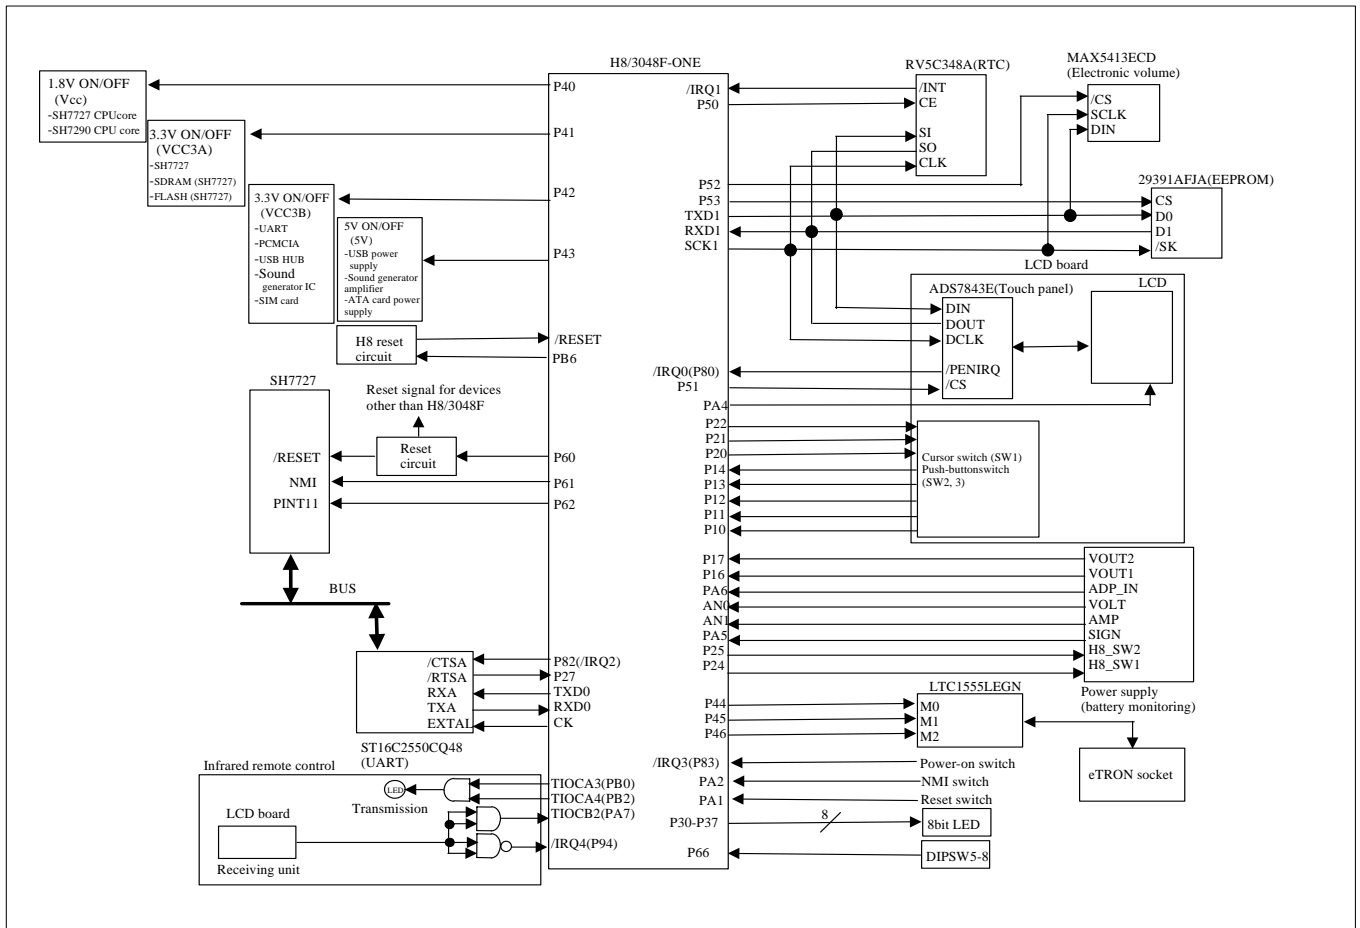 H8/3048F-ONE
1.8V ON/OFF
(Vcc)
-SH7727 CPUcore
-SH7290 CPU core
3.3V ON/OFF
(VCC3A)
-SH7727
-SDRAM (SH7727)
-FLASH (SH7727)
3.3V ON/OFF
(VCC3B)
-UART
-PCMCIA
-USB HUB
-Sound
generator IC
-SIM card
5V ON/OFF
(5V)
-USB power
supply
-Sound generator
amplifier
-ATA card power
supply
H8 reset
circuit
SH7727
/RESET
NMI
PINT11
Reset signal for devices
other than H8/3048F
Reset
circuit
BUS
/CTSA
/RTSA
RXA
TXA
EXTAL
ST16C2550CQ48
(UART)
Infrared remote control
LED
Transmission
LCD board
Receiving unit
P40
P41
P42
P43
/RESET
PB6
P60
P61
P62
P82(/IRQ2)
P27
TXD0
RXD0
CK
TIOCA3(PB0)
TIOCA4(PB2)
TIOCB2(PA7)
/IRQ4(P94)
/IRQ1
P50
P52
P53
TXD1
RXD1
SCK1
/IRQ0(P80)
P51
PA4
P22
P21
P20
P14
P13
P12
P11
P10
P17
P16
PA6
AN0
AN1
PA5
P25
P24
P44
P45
P46
/IRQ3(P83)
PA2
PA1
P30-P37
P66
RV5C348A(RTC)
/INT
CE
SI
SO
CLK
MAX5413ECD
(Electronic volume)
/CS
SCLK
DIN
29391AFJA(EEPROM)
CS
D0
D1
/SK
LCD board
ADS7843E(Touch panel)
LCD
DIN
DOUT
DCLK
/PENIRQ
/CS
Cursor switch (SW1)
Push-buttonswitch
(SW2, 3)
VOUT2
VOUT1
ADP_IN
VOLT
AMP
SIGN
H8_SW2
H8_SW1
Power supply
(battery monitoring)
LTC1555LEGN
M0
M1
M2
eTRON socket
Power-on switch
NMI switch
Reset switch
8
8bit LED
DIPSW5-8